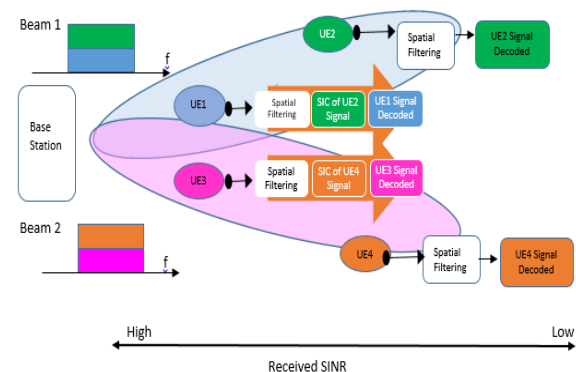 Beam 1
f
UE2
Spatial
Filtering
UE2 Signal
Decoded
Base
Station
UE1
Spatial
Filtering
SIC of UE2
Signal
UE1 Signal
Decoded
UE3
Spatial
Filtering
SIC of UE4
Signal
UE3 Signal
Decoded
Beam 2
f
UE4
Spatial
Filtering
UE4 Signal
Decoded
High
Low
Received SINR